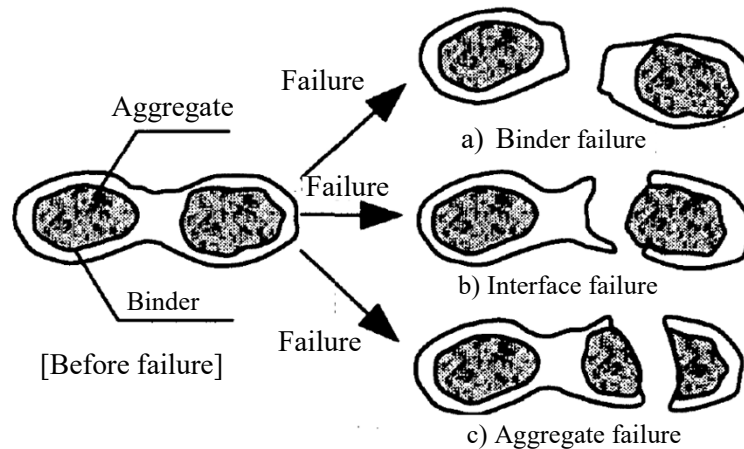 Failure
Aggregate
a) Binder failure
Failure
b) Interface failure
Binder
Failure
[Before failure]
c) Aggregate failure